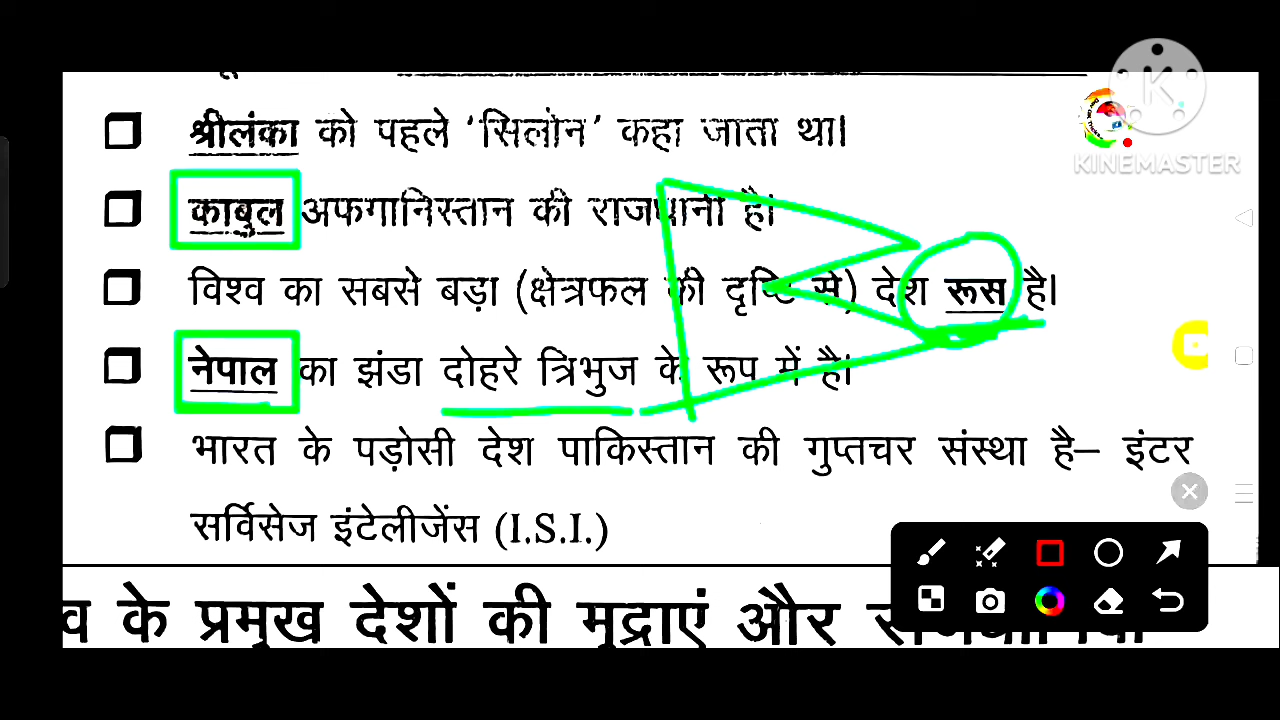 KINEMASTER
श्रीलंका को पहले 'सिलोन' कहा जाता था।
काबुल अफगानिस्तान की राजधानी है।
विश्व का सबसे बड़ा (क्षेत्रफल की दृष्टि से) देश रूस है।
नेपाल का झंडा दोहरे त्रिभुज के रूप में है।
भारत के पड़ोसी देश पाकिस्तान की गुप्तचर संस्था है– इंटर
सर्विसेज इंटेलीजेंस (I.S.I.)
के प्रमुख देशों की मुद्राएं और